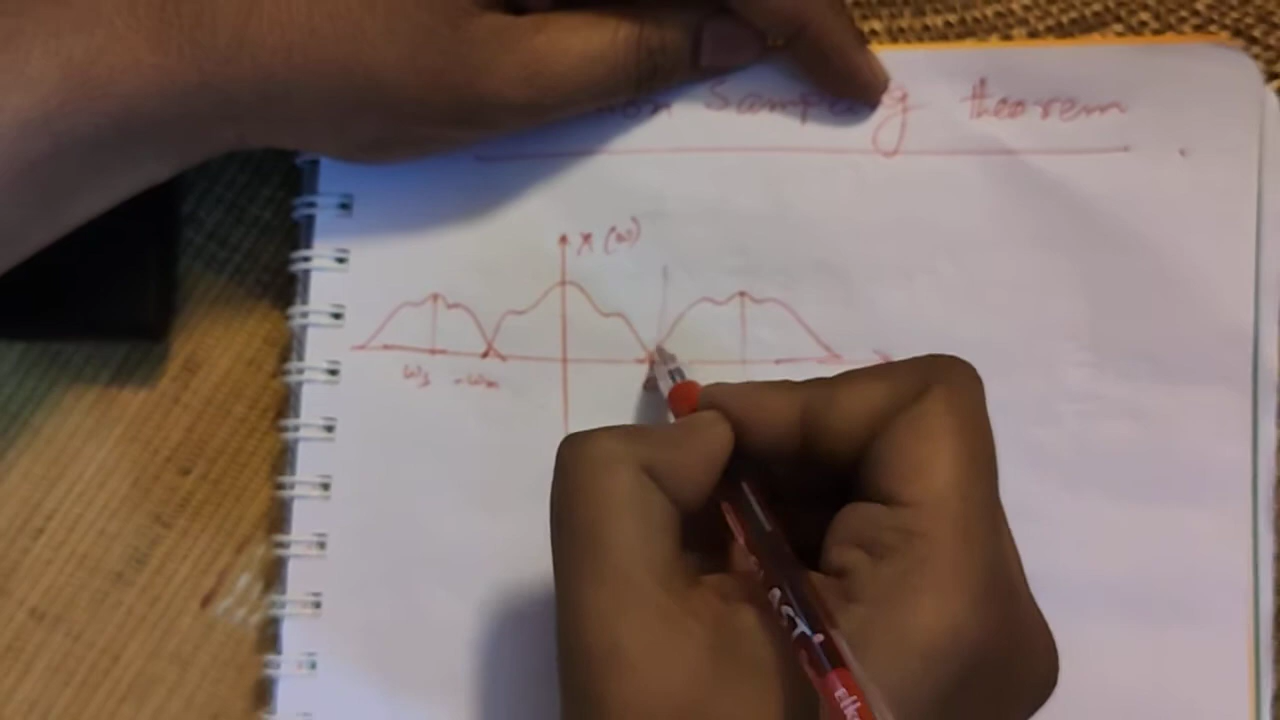 Sampling theorem
X (ω)
ωs -ωm